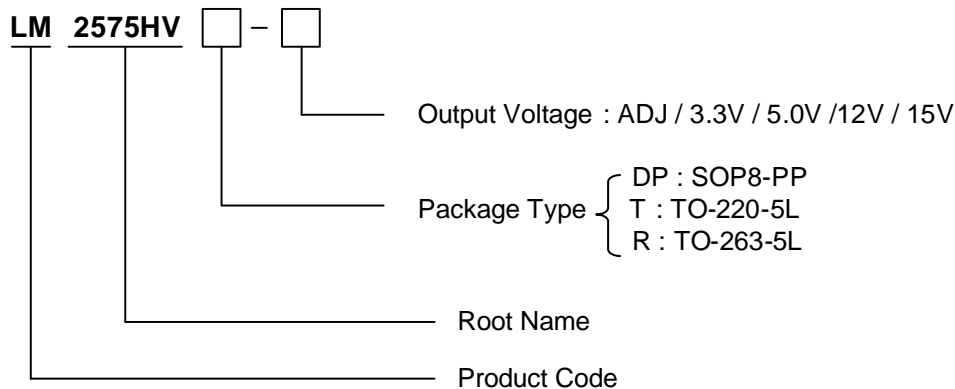 LM 2575HV □ – □
Output Voltage : ADJ / 3.3V / 5.0V /12V / 15V
DP : SOP8-PP
Package Type
T : TO-220-5L
R : TO-263-5L
Root Name
Product Code